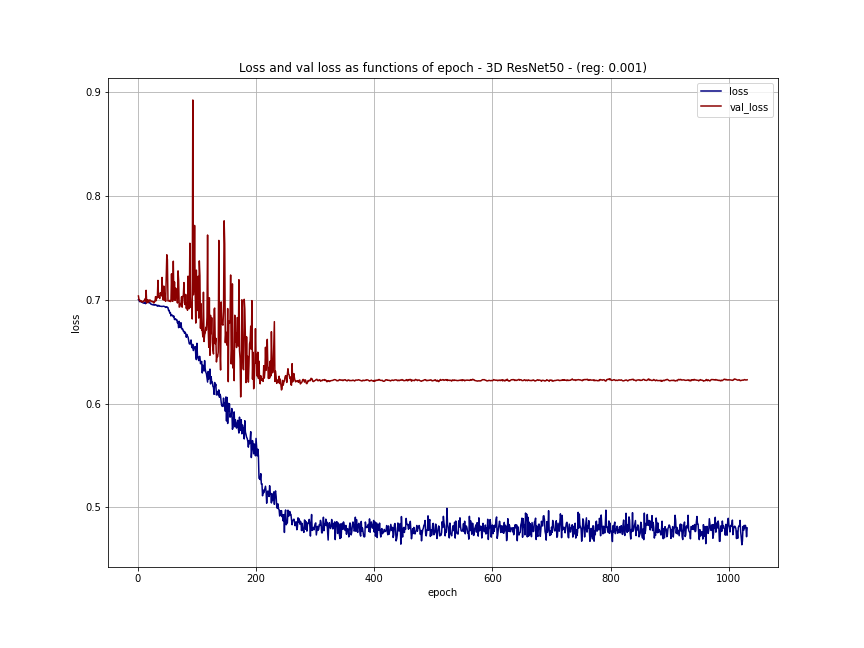 Loss and val loss as functions of epoch - 3D ResNet50 - (reg: 0.001)
loss
val_loss
0.9
0.8
0.7
0.6
0.5
loss
0 200 400 600 800 1000
epoch